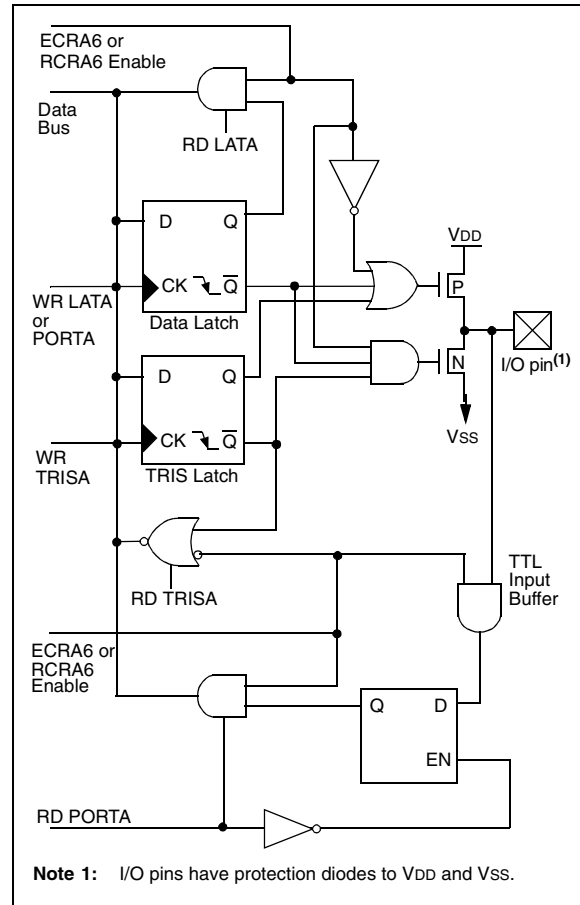 ECRA6 or
RCRA6 Enable
Data
Bus
RD LATA
D Q
VDD
P
CK Q
WR LATA
or
PORTA
Data Latch
N
I/O pin(1)
D Q
VSS
CK Q
WR
TRISA
TRIS Latch
TTL
Input
Buffer
RD TRISA
ECRA6 or
RCRA6
Enable
Q D
EN
RD PORTA
Note 1: I/O pins have protection diodes to VDD and VSS.